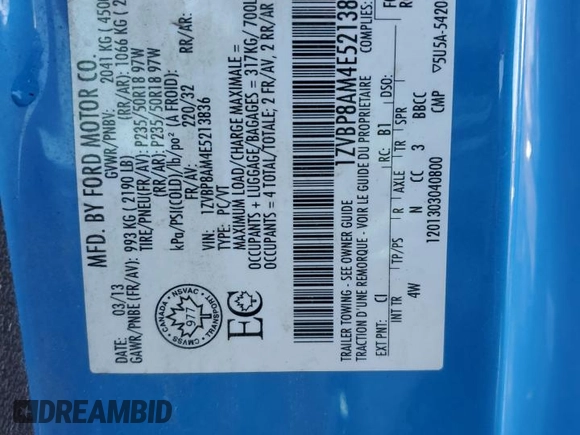 MFD. BY FORD MOTOR CO.
DATE: 03/13
GVWR/PNBV: 2041 KG ( 450
GAWR/PNBE (FR/AV): 993 KG ( 2190 LB) (RR/AR): 1066 KG ( 2
TIRE/PNEU(FR/AV): P235/50R18 97W (RR/AR): P235/50R18 97W
kPa/PSI(COLD)/lb/po² (A FROID):
FR/AV: 220/32 RR/AR:
VIN: 1ZVBP8AM4E5213836
TYPE: PC/VT
MAXIMUM LOAD/CHARGE MAXIMALE =
OCCUPANTS + LUGGAGE/BAGAGES = 317KG/700L
OCCUPANTS = 4 TOTAL/TOTALE: 2 FR/AV, 2 RR/AR
CMVSS CANADA NSVAC
977
TRANSPORT
EC
1ZVBP8AM4E52138
TRAILER TOWING - SEE OWNER GUIDE
TRACTION D'UNE REMORQUE - VOIR LE GUIDE DU PROPRIETAIRE
EXT PNT: CI RC: B1 DSO:
INT TR TP/PS R AXLE TR SPR
4W N CC 3 BBCC
1201303040800 CMP ▽5U5A-5420
DREAMBID